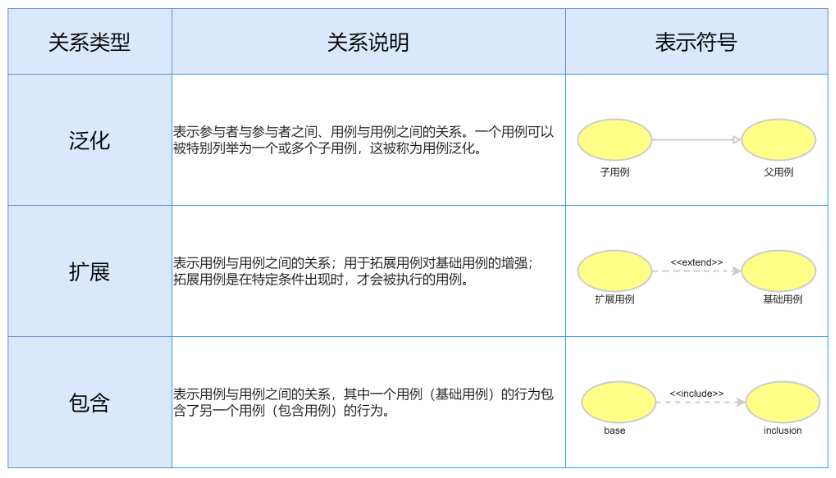 关系类型
关系说明
表示符号
泛化
表示参与者与参与者之间、用例与用例之间的关系。一个用例可以
被特别列举为一个或多个子用例，这被称为用例泛化。
子用例
父用例
扩展
表示用例与用例之间的关系；用于拓展用例对基础用例的增强；
拓展用例是在特定条件出现时，才会被执行的用例。
<<extend>>
扩展用例
基础用例
包含
表示用例与用例之间的关系，其中一个用例（基础用例）的行为包
含了另一个用例（包含用例）的行为。
<<include>>
base
inclusion